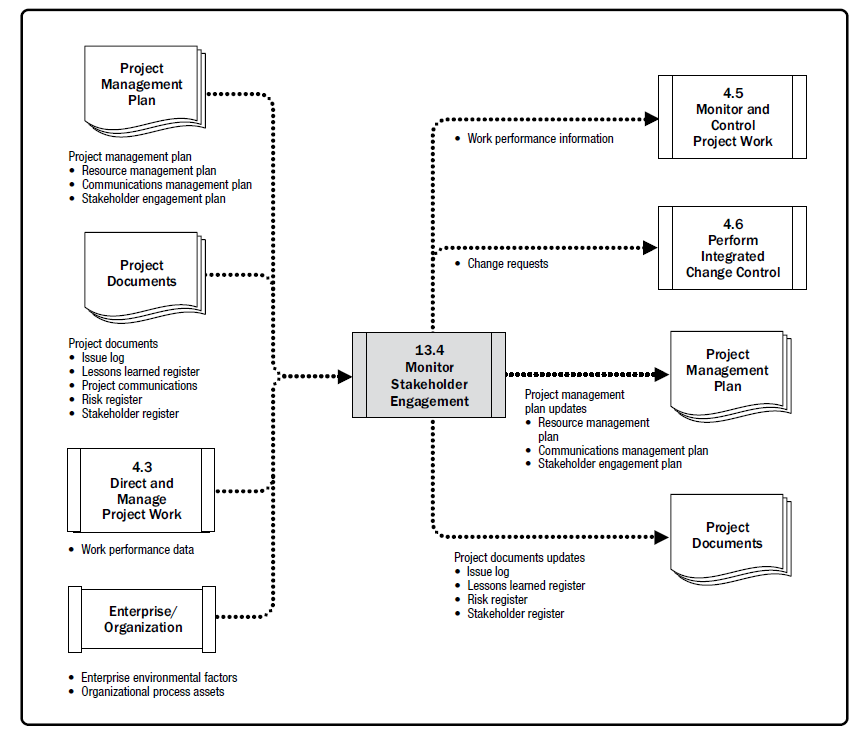 Project
Management
Plan
Project management plan
• Resource management plan
• Communications management plan
• Stakeholder engagement plan
Project
Documents
Project documents
• Issue log
• Lessons learned register
• Project communications
• Risk register
• Stakeholder register
4.3
Direct and
Manage
Project Work
• Work performance data
Enterprise/
Organization
• Enterprise environmental factors
• Organizational process assets
13.4
Monitor
Stakeholder
Engagement
4.5
Monitor and
Control
Project Work
• Work performance information
4.6
Perform
Integrated
Change Control
• Change requests
Project
Management
Plan
Project management
plan updates
• Resource management
plan
• Communications management plan
• Stakeholder engagement plan
Project
Documents
Project documents updates
• Issue log
• Lessons learned register
• Risk register
• Stakeholder register